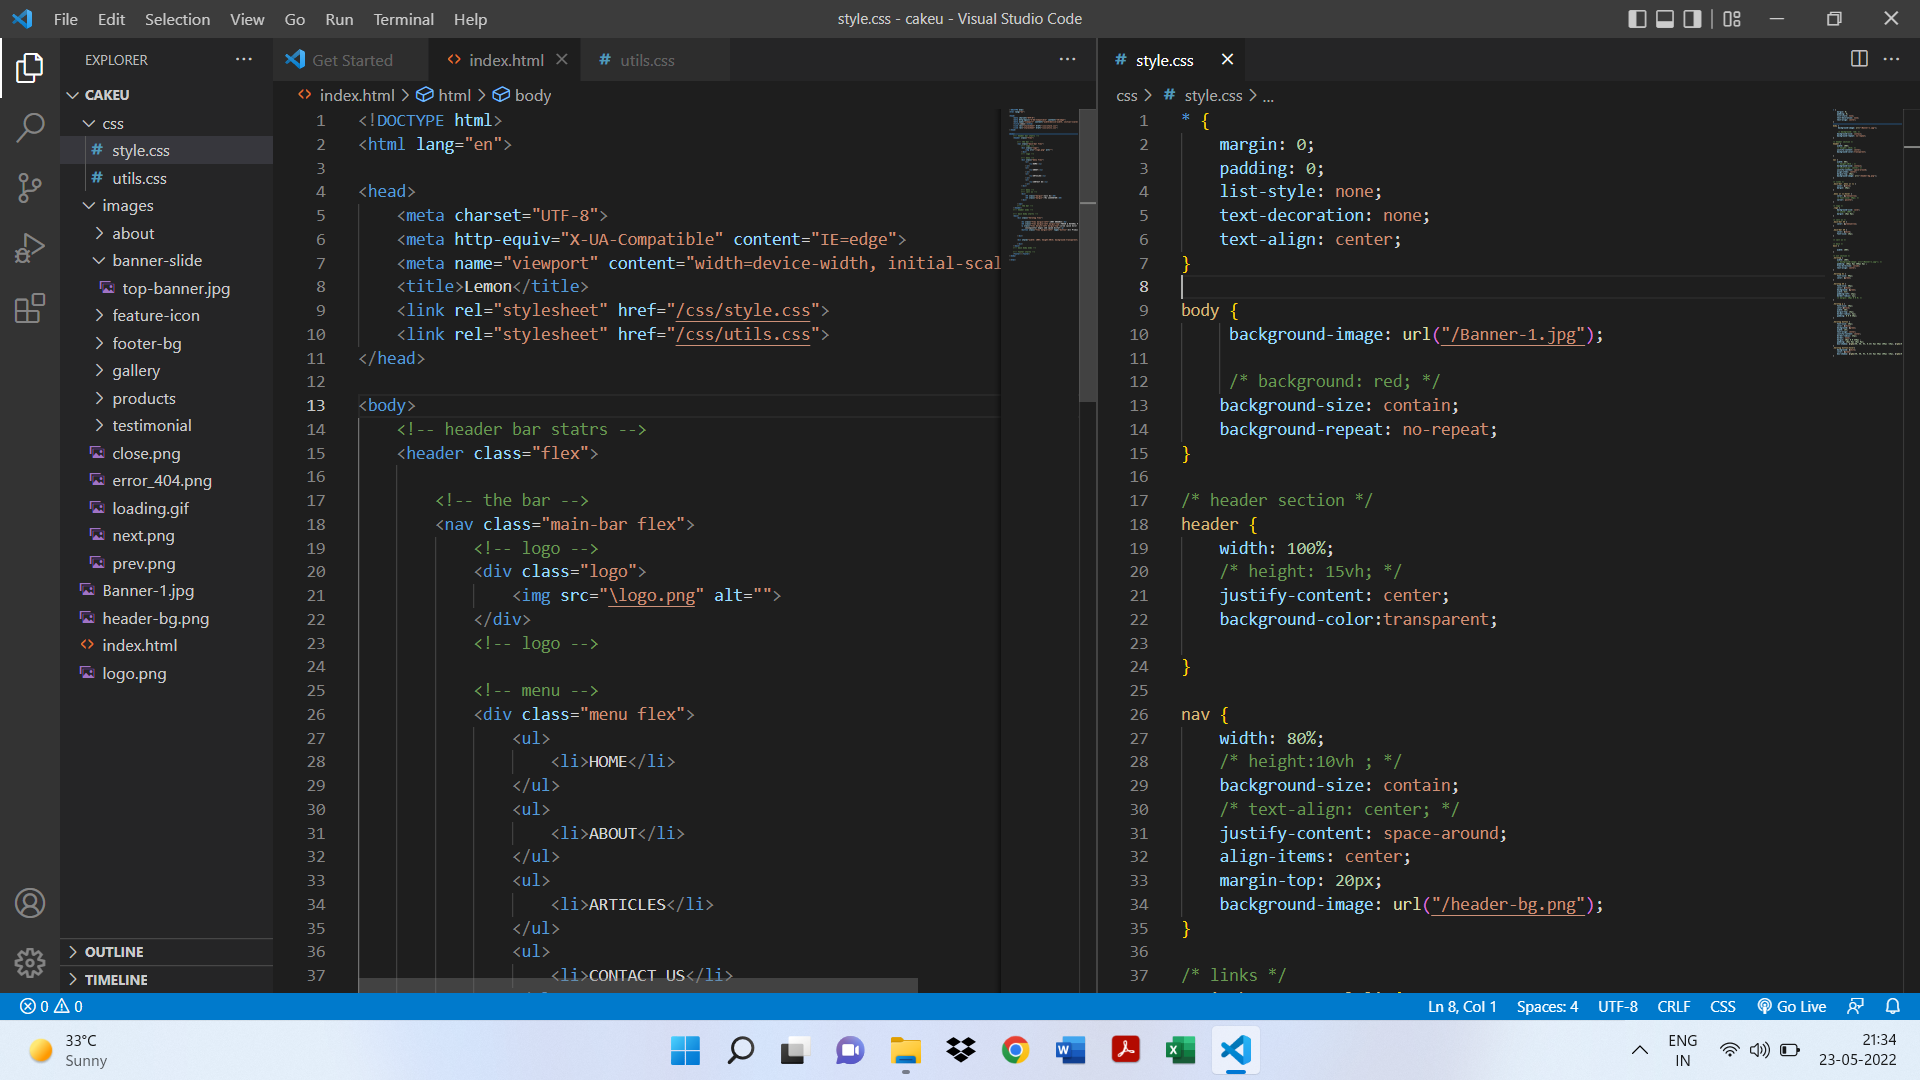 File Edit Selection View Go Run Terminal Help
style.css - cakeu - Visual Studio Code
EXPLORER
CAKEU
css
style.css
utils.css
images
about
banner-slide
top-banner.jpg
feature-icon
footer-bg
gallery
products
testimonial
close.png
error_404.png
loading.gif
next.png
prev.png
Banner-1.jpg
header-bg.png
index.html
logo.png
OUTLINE
TIMELINE
Get Started
index.html
utils.css
index.html > html > body
1 <!DOCTYPE html>
2 <html lang="en">
3
4 <head>
5 <meta charset="UTF-8">
6 <meta http-equiv="X-UA-Compatible" content="IE=edge">
7 <meta name="viewport" content="width=device-width, initial-scal
8 <title>Lemon</title>
9 <link rel="stylesheet" href="/css/style.css">
10 <link rel="stylesheet" href="/css/utils.css">
11 </head>
12
13 <body>
14 <!-- header bar statrs -->
15 <header class="flex">
16
17 <!-- the bar -->
18 <nav class="main-bar flex">
19 <!-- logo -->
20 <div class="logo">
21 <img src="\logo.png" alt="">
22 </div>
23 <!-- logo -->
24
25 <!-- menu -->
26 <div class="menu flex">
27 <ul>
28 <li>HOME</li>
29 </ul>
30 <ul>
31 <li>ABOUT</li>
32 </ul>
33 <ul>
34 <li>ARTICLES</li>
35 </ul>
36 <ul>
37 <li>CONTACT US</li>
style.css
css > style.css > ...
1 * {
2 margin: 0;
3 padding: 0;
4 list-style: none;
5 text-decoration: none;
6 text-align: center;
7 }
8
9 body {
10 background-image: url("/Banner-1.jpg");
11
12 /* background: red; */
13 background-size: contain;
14 background-repeat: no-repeat;
15 }
16
17 /* header section */
18 header {
19 width: 100%;
20 /* height: 15vh; */
21 justify-content: center;
22 background-color:transparent;
23
24 }
25
26 nav {
27 width: 80%;
28 /* height:10vh ; */
29 background-size: contain;
30 /* text-align: center; */
31 justify-content: space-around;
32 align-items: center;
33 margin-top: 20px;
34 background-image: url("/header-bg.png");
35 }
36
37 /* links */
0 0
Ln 8, Col 1 Spaces: 4 UTF-8 CRLF CSS Go Live
33°C
Sunny
ENG
IN
21:34
23-05-2022